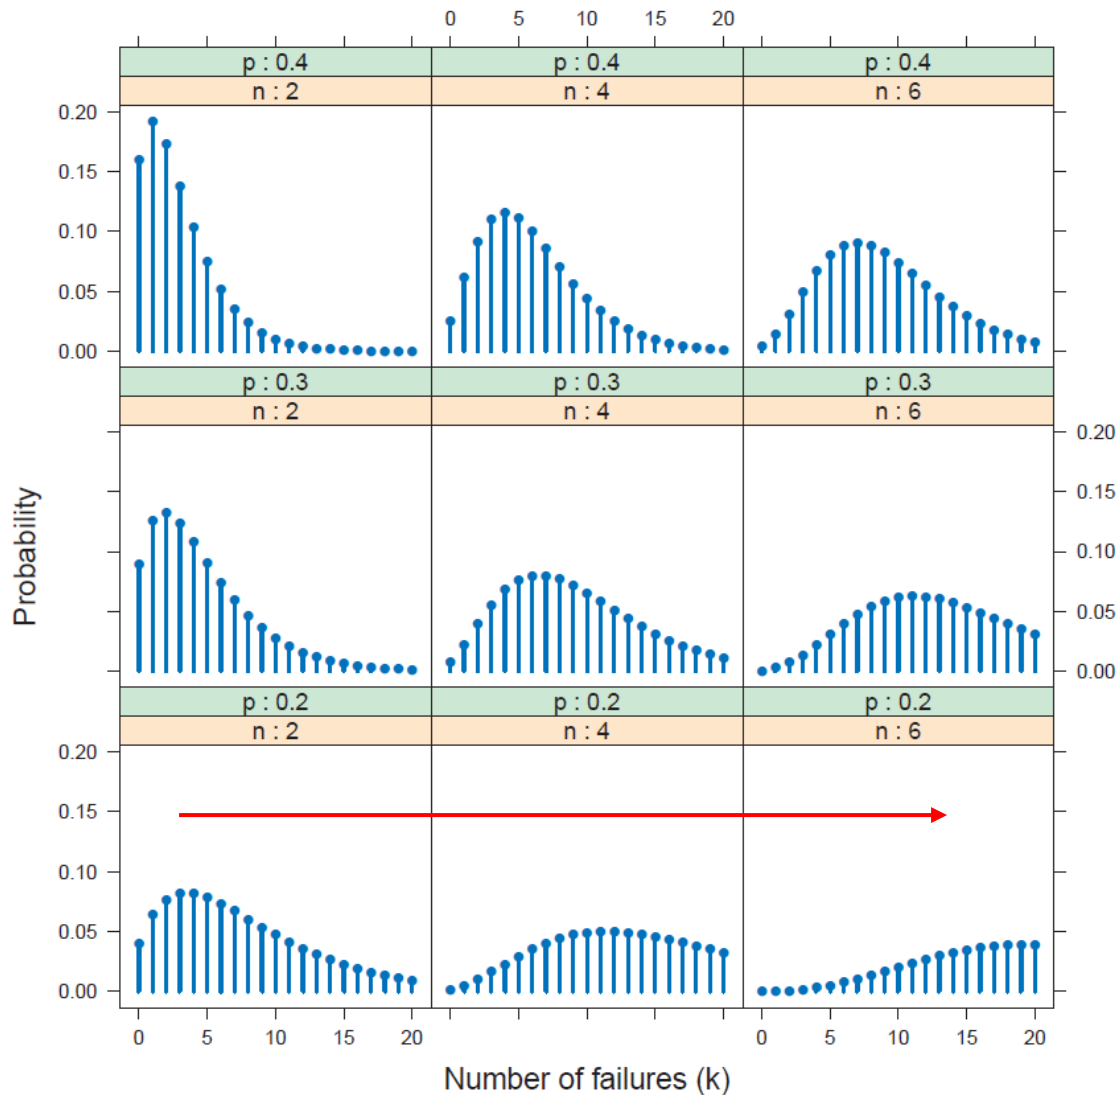 0 5 10 15 20
p : 0.4 p : 0.4 p : 0.4
n : 2 n : 4 n : 6
0.20
0.15
0.10
0.05
0.00
p : 0.3 p : 0.3 p : 0.3
n : 2 n : 4 n : 6
0.20
0.15
0.10
0.05
0.00
Probability
p : 0.2 p : 0.2 p : 0.2
n : 2 n : 4 n : 6
0.20
0.15
0.10
0.05
0.00
0 5 10 15 20 0 5 10 15 20
Number of failures (k)